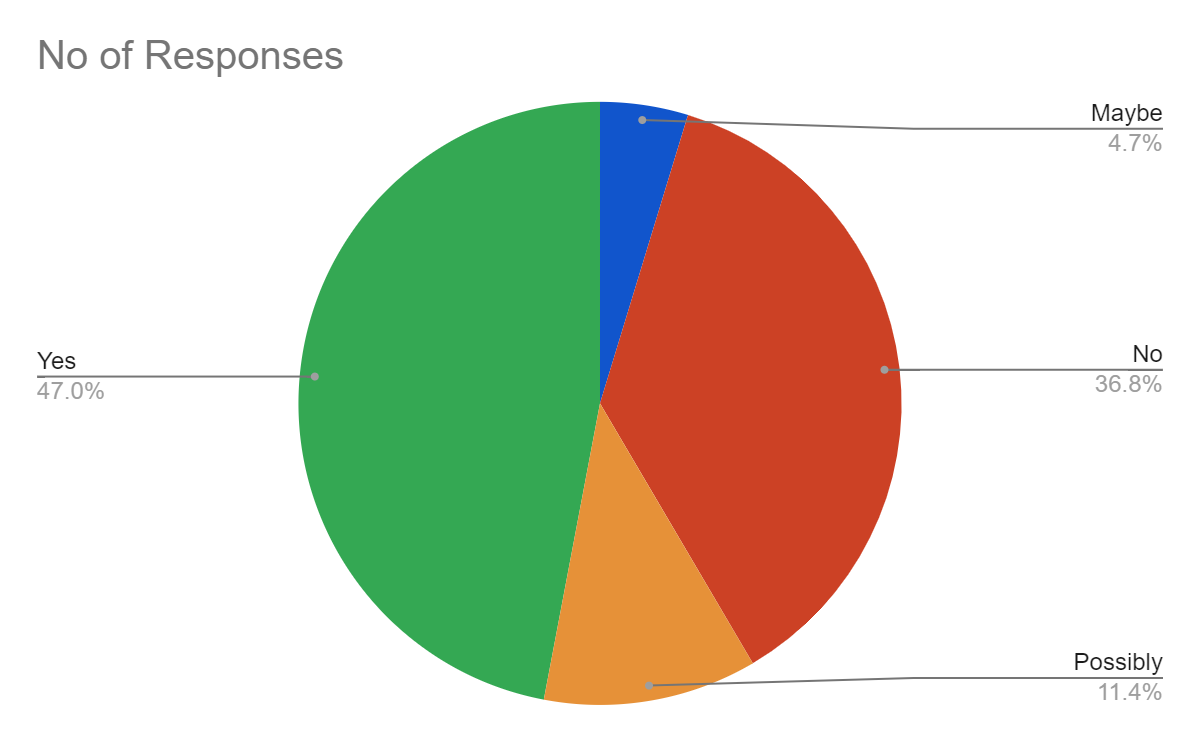 No of Responses
Maybe
4.7%
Yes
47.0%
No
36.8%
Possibly
11.4%